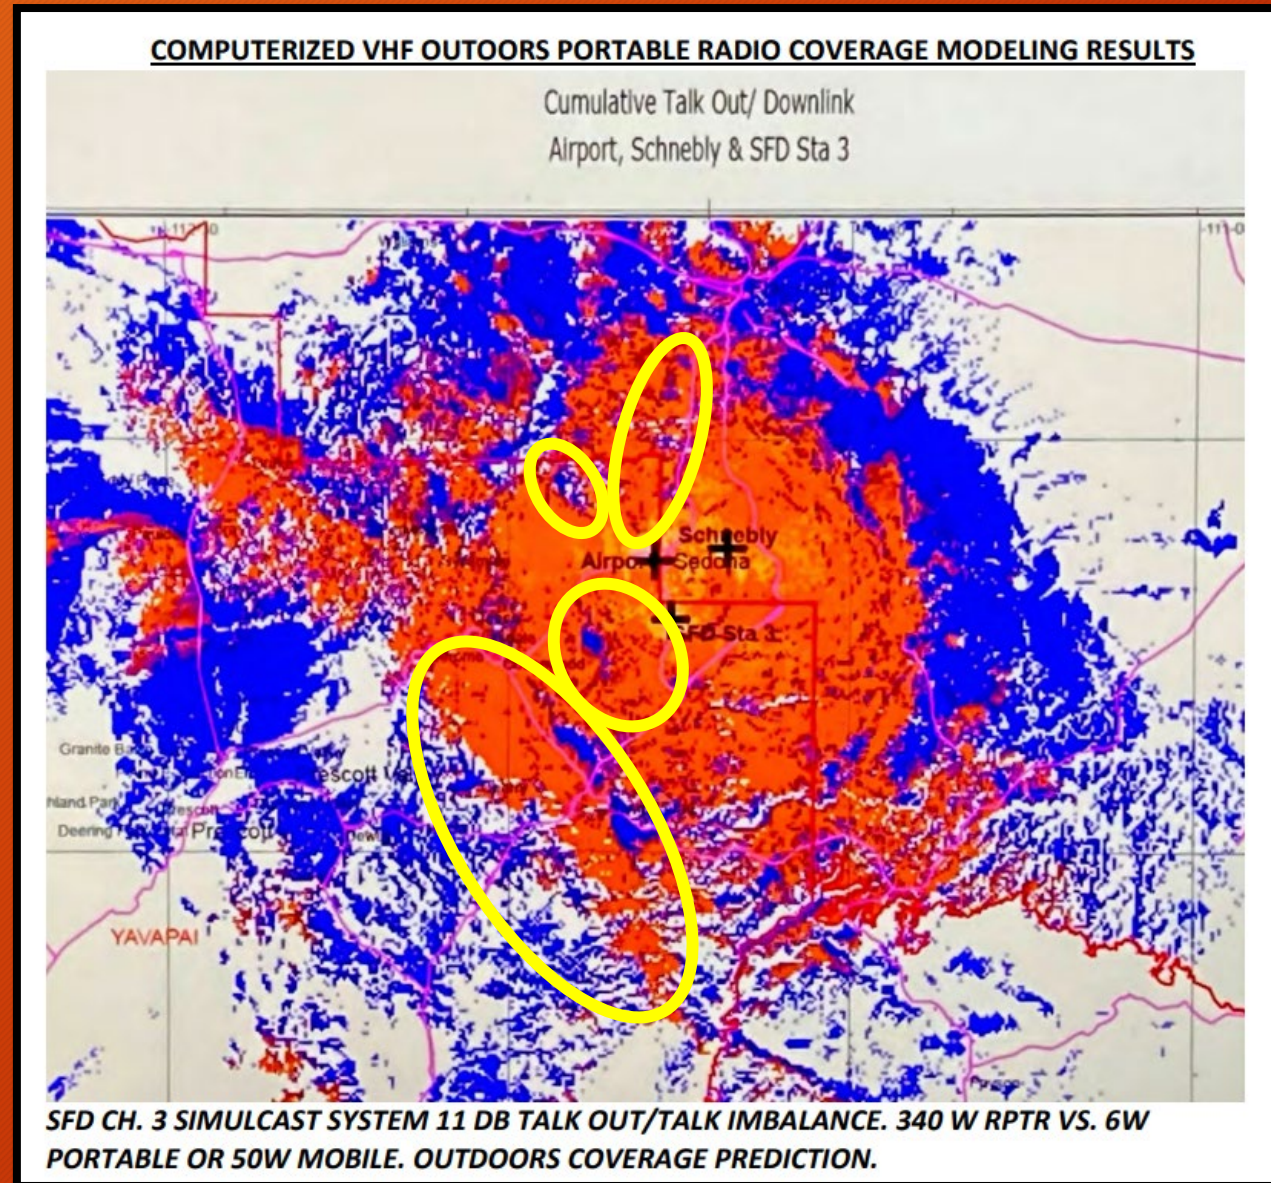 COMPUTERIZED VHF OUTOORS PORTABLE RADIO COVERAGE MODELING RESULTS
Cumulative Talk Out/ Downlink
Airport, Schnebly & SFD Sta 3
Schnebly
Airport Sedona
SFD Sta 3
Granite
Prescott
Deering Prescott
YAVAPAI
SFD CH. 3 SIMULCAST SYSTEM 11 DB TALK OUT/TALK IMBALANCE. 340 W RPTR VS. 6W
PORTABLE OR 50W MOBILE. OUTDOORS COVERAGE PREDICTION.